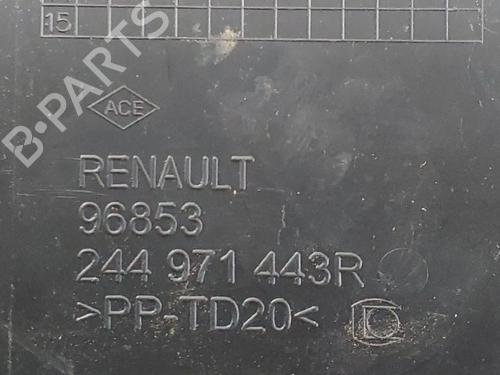 15
B-PARTS
ACE
RENAULT
96853
244 971 443R
>PP-TD20<